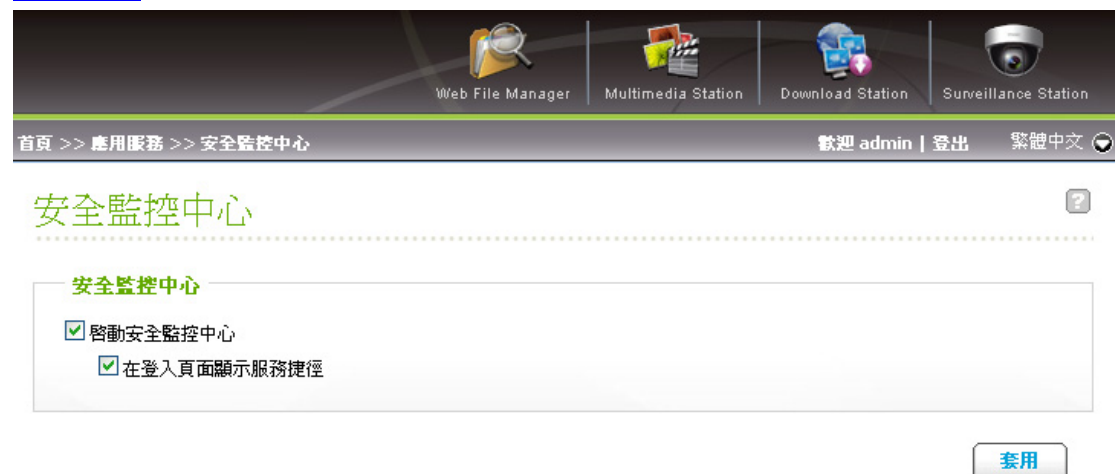 Web File Manager
Multimedia Station
Download Station
Surveillance Station
首頁 >> 應用服務 >> 安全監控中心
歡迎 admin | 登出
繁體中文
安全監控中心
?
安全監控中心
啓動安全監控中心
在登入頁面顯示服務捷徑
套用